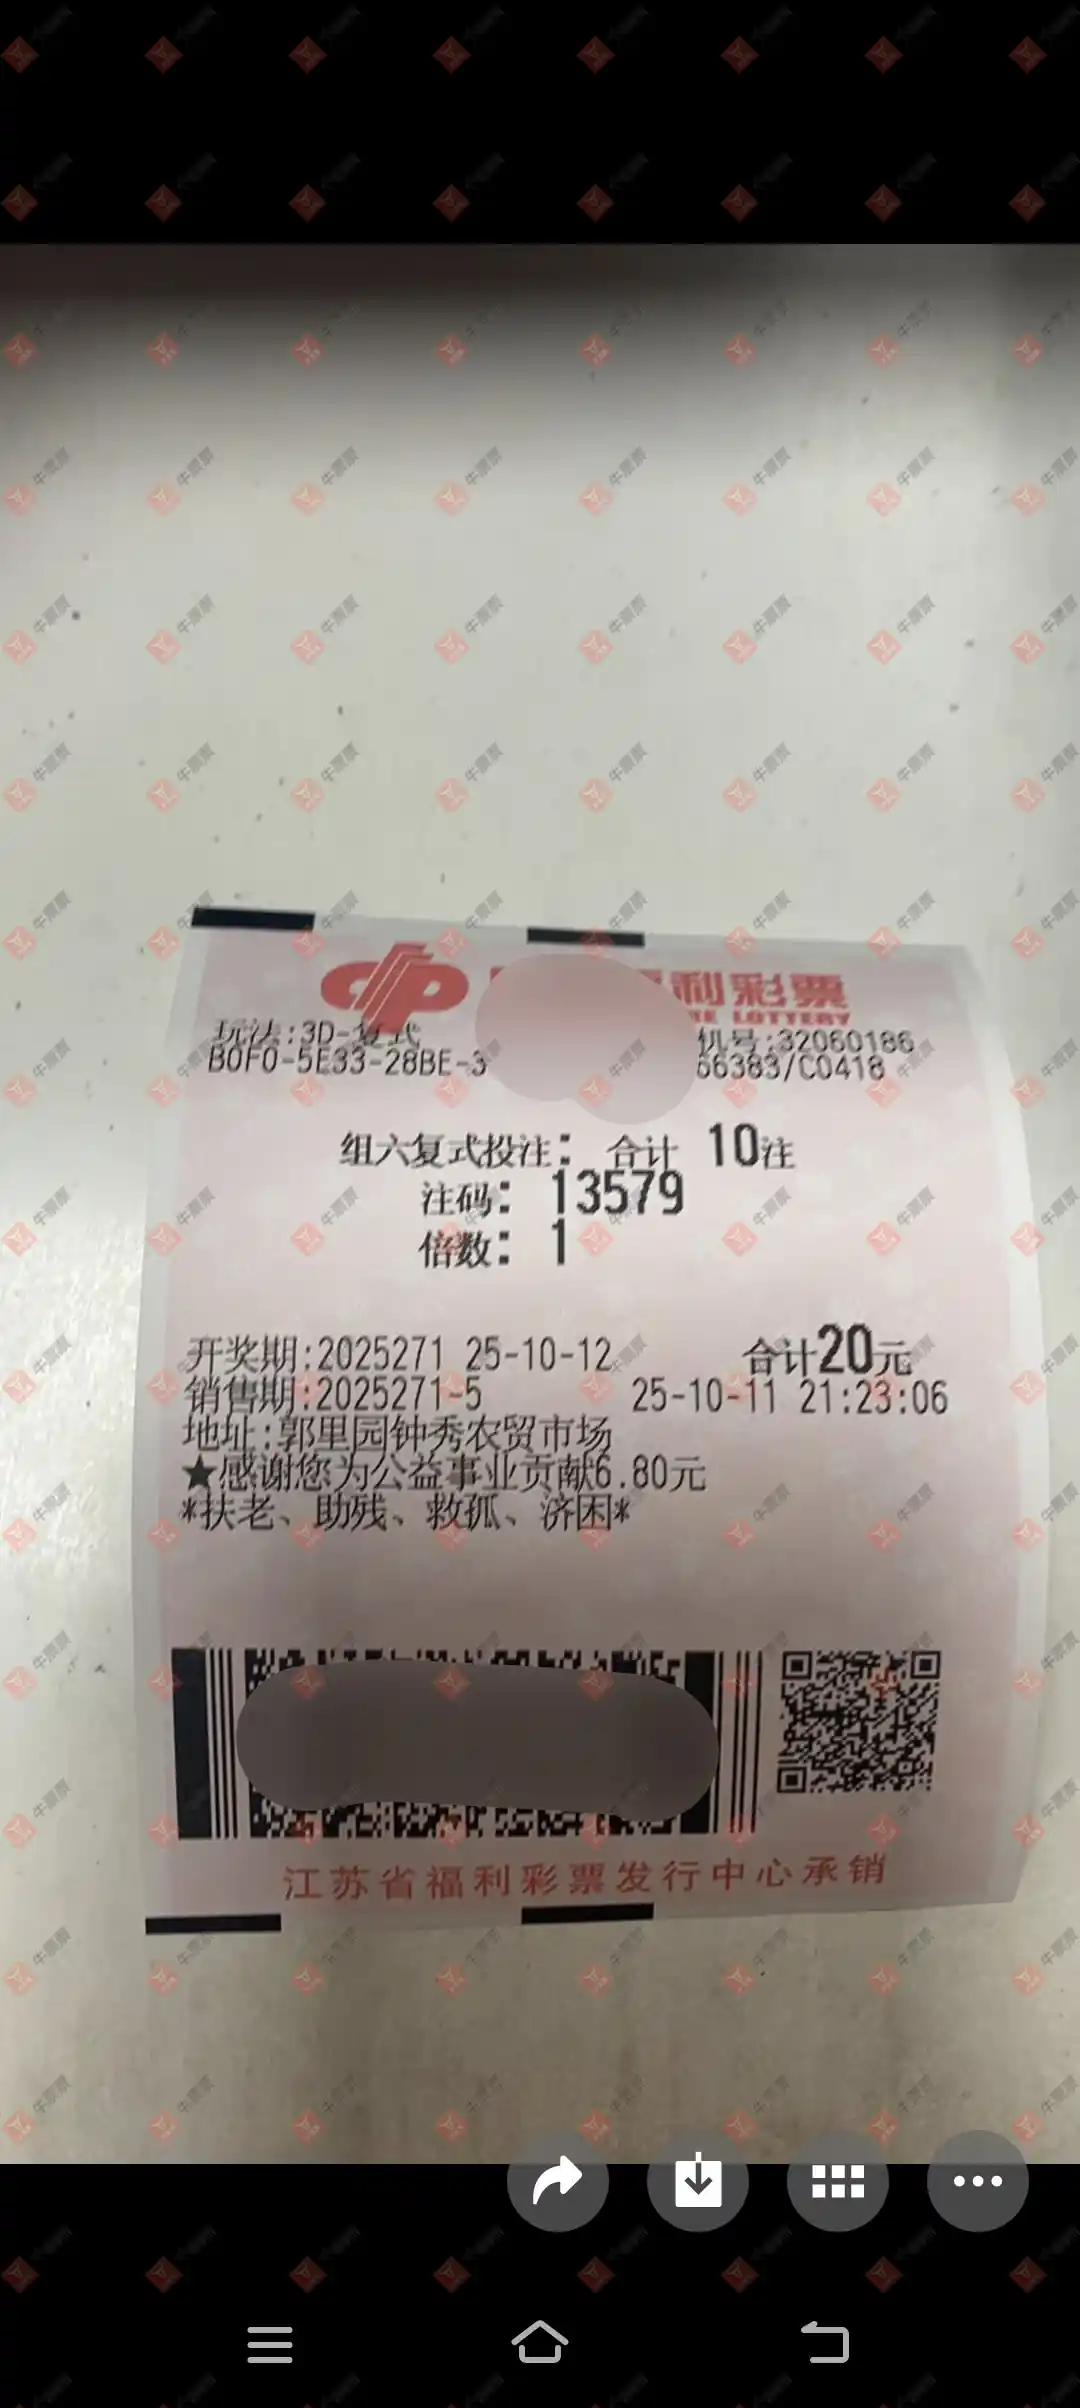 利彩票
LOTTERY
玩法:3D-复式
机号:32060186
B0F0-5E33-28BE-3
66383/C0418
组六复式投注: 合计 10注
注码: 13579
倍数: 1
开奖期:2025271 25-10-12 合计20元
销售期:2025271-5 25-10-11 21:23:06
地址:郭里园钟秀农贸市场
★感谢您为公益事业贡献6.80元
*扶老、助残、救孤、济困*
江苏省福利彩票发行中心承销
牛票票